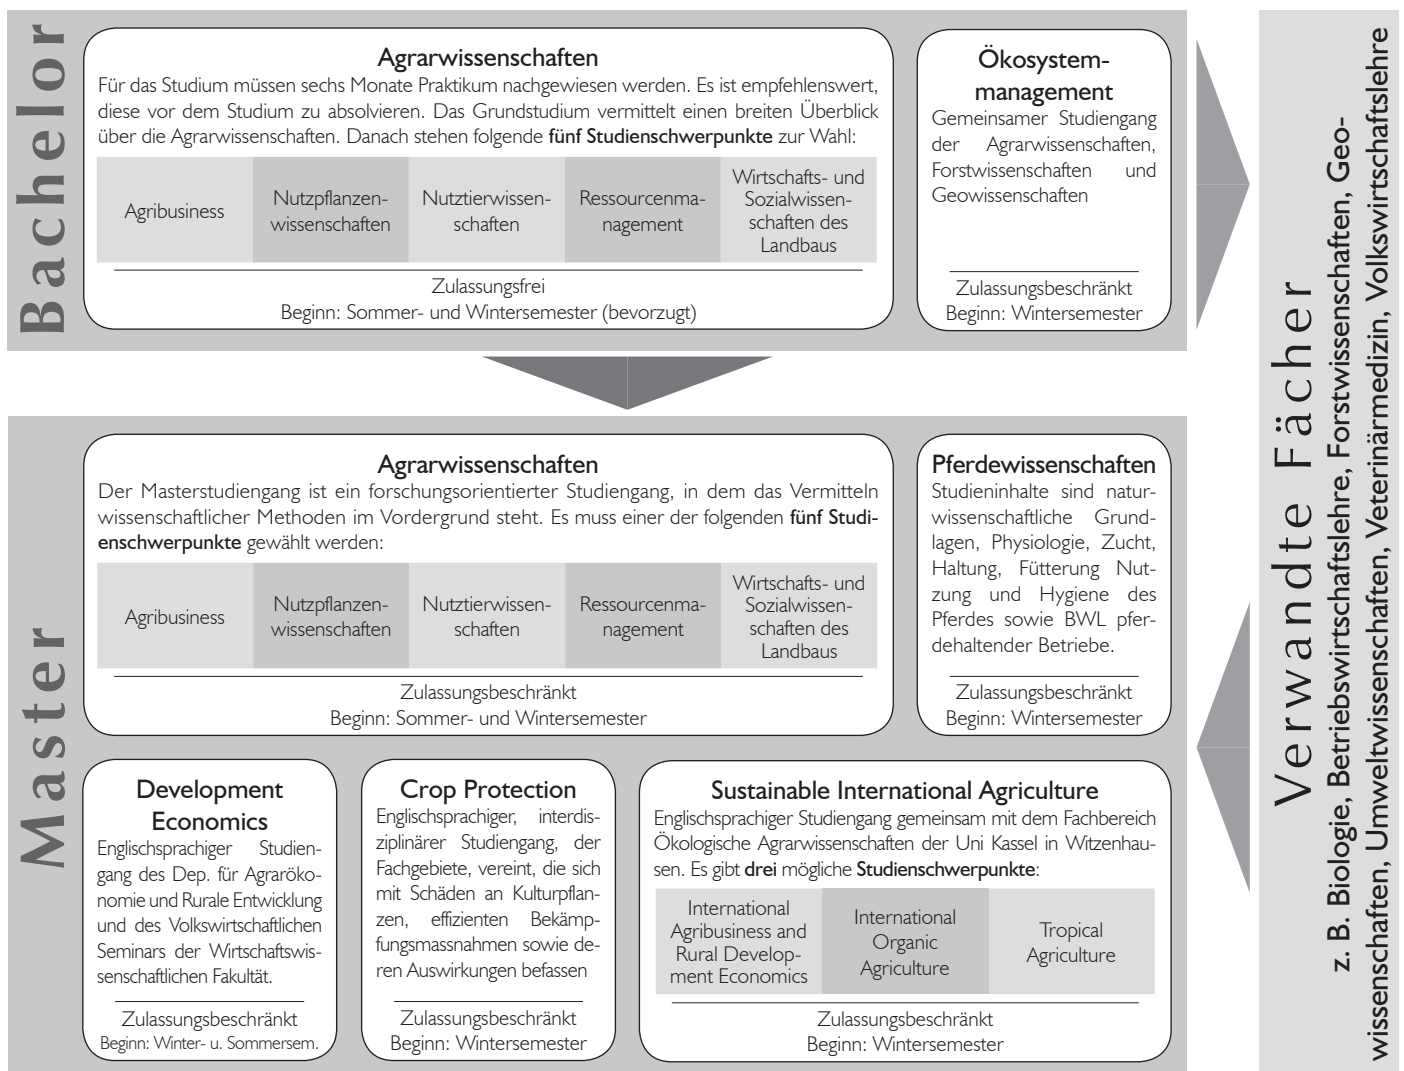 Bachelor
Agrarwissenschaften
Für das Studium müssen sechs Monate Praktikum nachgewiesen werden. Es ist empfehlenswert,
diese vor dem Studium zu absolvieren. Das Grundstudium vermittelt einen breiten Überblick
über die Agrarwissenschaften. Danach stehen folgende fünf Studienschwerpunkte zur Wahl:
Agribusiness
Nutzpflanzen-
wissenschaften
Nutztierwissen-
schaften
Ressourcenma-
nagement
Wirtschafts- und
Sozialwissen-
schaften des
Landbaus
Zulassungsfrei
Beginn: Sommer- und Wintersemester (bevorzugt)
Ökosystem-
management
Gemeinsamer Studiengang
der Agrarwissenschaften,
Forstwissenschaften und
Geowissenschaften
Zulassungsbeschränkt
Beginn: Wintersemester
Master
Agrarwissenschaften
Der Masterstudiengang ist ein forschungsorientierter Studiengang, in dem das Vermitteln
wissenschaftlicher Methoden im Vordergrund steht. Es muss einer der folgenden fünf Studi-
enschwerpunkte gewählt werden:
Agribusiness
Nutzpflanzen-
wissenschaften
Nutztierwissen-
schaften
Ressourcenma-
nagement
Wirtschafts- und
Sozialwissen-
schaften des
Landbaus
Zulassungsbeschränkt
Beginn: Sommer- und Wintersemester
Pferdewissenschaften
Studieninhalte sind natur-
wissenschaftliche Grund-
lagen, Physiologie, Zucht,
Haltung, Fütterung Nut-
zung und Hygiene des
Pferdes sowie BWL pfer-
dehaltender Betriebe.
Zulassungsbeschränkt
Beginn: Wintersemester
Development
Economics
Englischsprachiger Studien-
gang des Dep. für Agraröko-
nomie und Rurale Entwicklung
und des Volkswirtschaftlichen
Seminars der Wirtschaftswis-
senschaftlichen Fakultät.
Zulassungsbeschränkt
Beginn: Winter- u. Sommersem.
Crop Protection
Englischsprachiger, interdis-
ziplinärer Studiengang, der
Fachgebiete, vereint, die sich
mit Schäden an Kulturpflan-
zen, effizienten Bekämp-
fungsmassnahmen sowie de-
ren Auswirkungen befassen
Zulassungsbeschränkt
Beginn: Wintersemester
Sustainable International Agriculture
Englischsprachiger Studiengang gemeinsam mit dem Fachbereich
Ökologische Agrarwissenschaften der Uni Kassel in Witzenhau-
sen. Es gibt drei mögliche Studienschwerpunkte:
International
Agribusiness and
Rural Develop-
ment Economics
International
Organic
Agriculture
Tropical
Agriculture
Zulassungsbeschränkt
Beginn: Wintersemester
Verwandte Fächer
z. B. Biologie, Betriebswirtschaftslehre, Forstwissenschaften, Geo-
wissenschaften, Umweltwissenschaften, Veterinärmedizin, Volkswirtschaftslehre